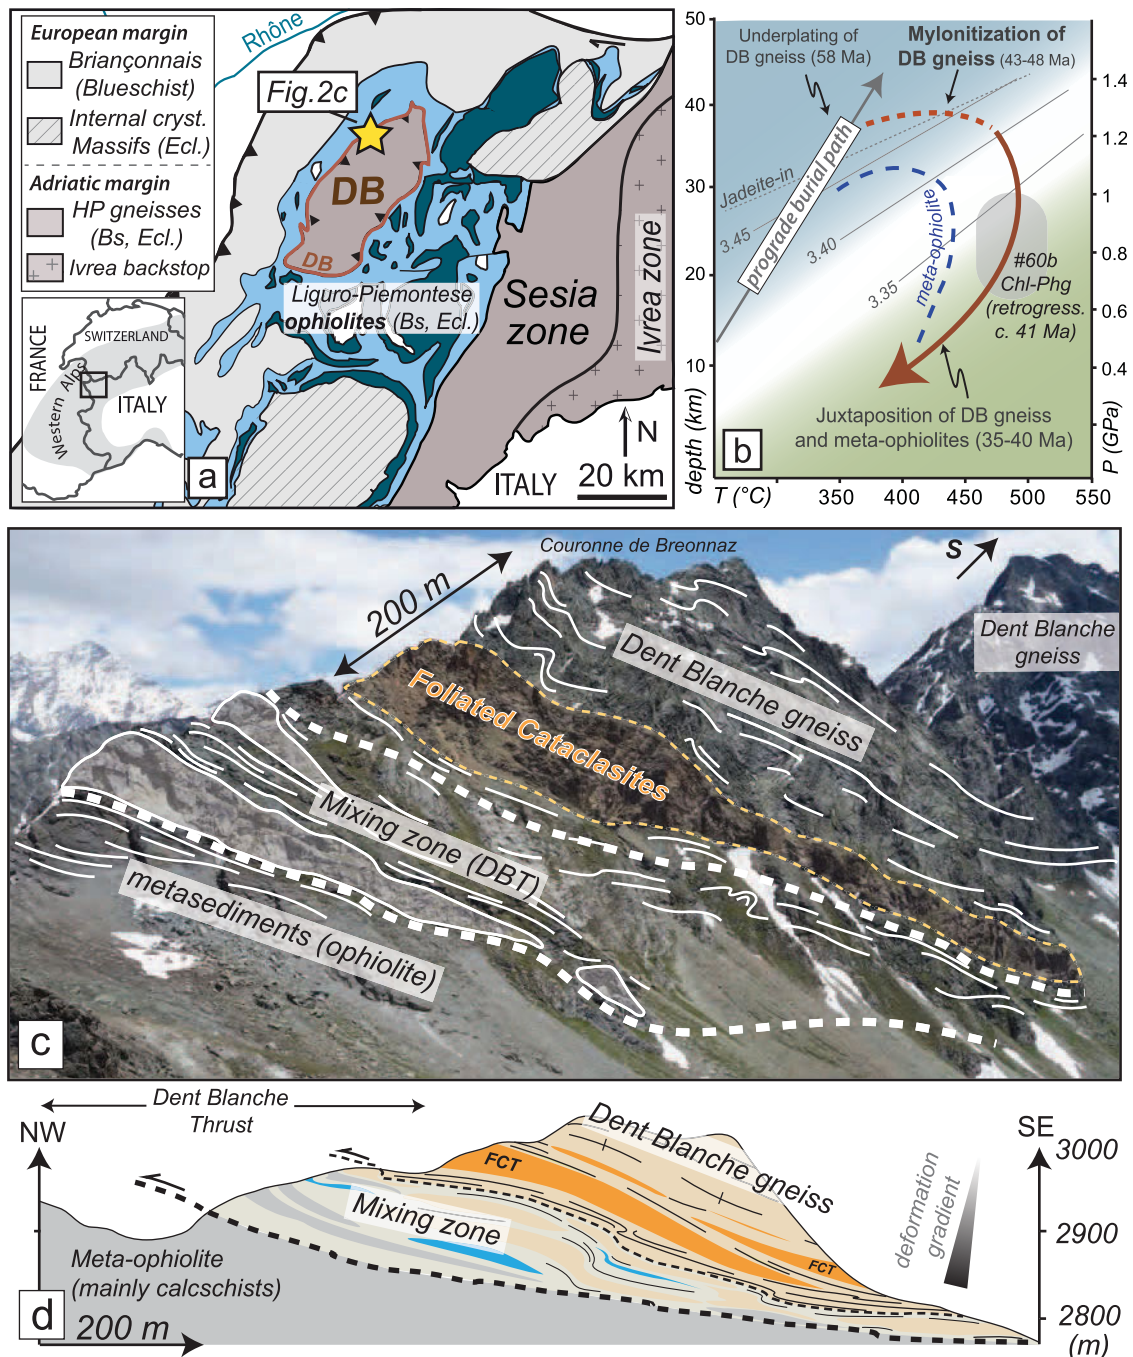 European margin
Briançonnais
(Blueschist)
Internal cryst.
Massifs (Ecl.)
Adriatic margin
HP gneisses
(Bs, Ecl.)
Ivrea backstop
Rhône
Fig.2c
DB
DB
Liguro-Piemontese
ophiolites (Bs, Ecl.)
Sesia
zone
Ivrea zone
N
20 km
ITALY
FRANCE
SWITZERLAND
Western Alps
ITALY
a
50
40
30
20
10
depth (km)
Underplating of
DB gneiss (58 Ma)
Mylonitization of
DB gneiss (43-48 Ma)
prograde burial path
Jadeite-in
3.45
3.40
3.35
meta-ophiolite
#60b
Chl-Phg
(retrogress.
c. 41 Ma)
Juxtaposition of DB gneiss
and meta-ophiolites (35-40 Ma)
1.4
1.2
1
0.8
0.6
0.4
P (GPa)
b
T (°C)
350
400
450
500
550
Couronne de Breonnaz
S
200 m
Dent Blanche
gneiss
Dent Blanche gneiss
Foliated Cataclasites
Mixing zone (DBT)
metasediments (ophiolite)
c
Dent Blanche
Thrust
NW
SE
Dent Blanche gneiss
FCT
FCT
Mixing zone
Meta-ophiolite
(mainly calcschists)
deformation
gradient
3000
2900
2800
(m)
d
200 m